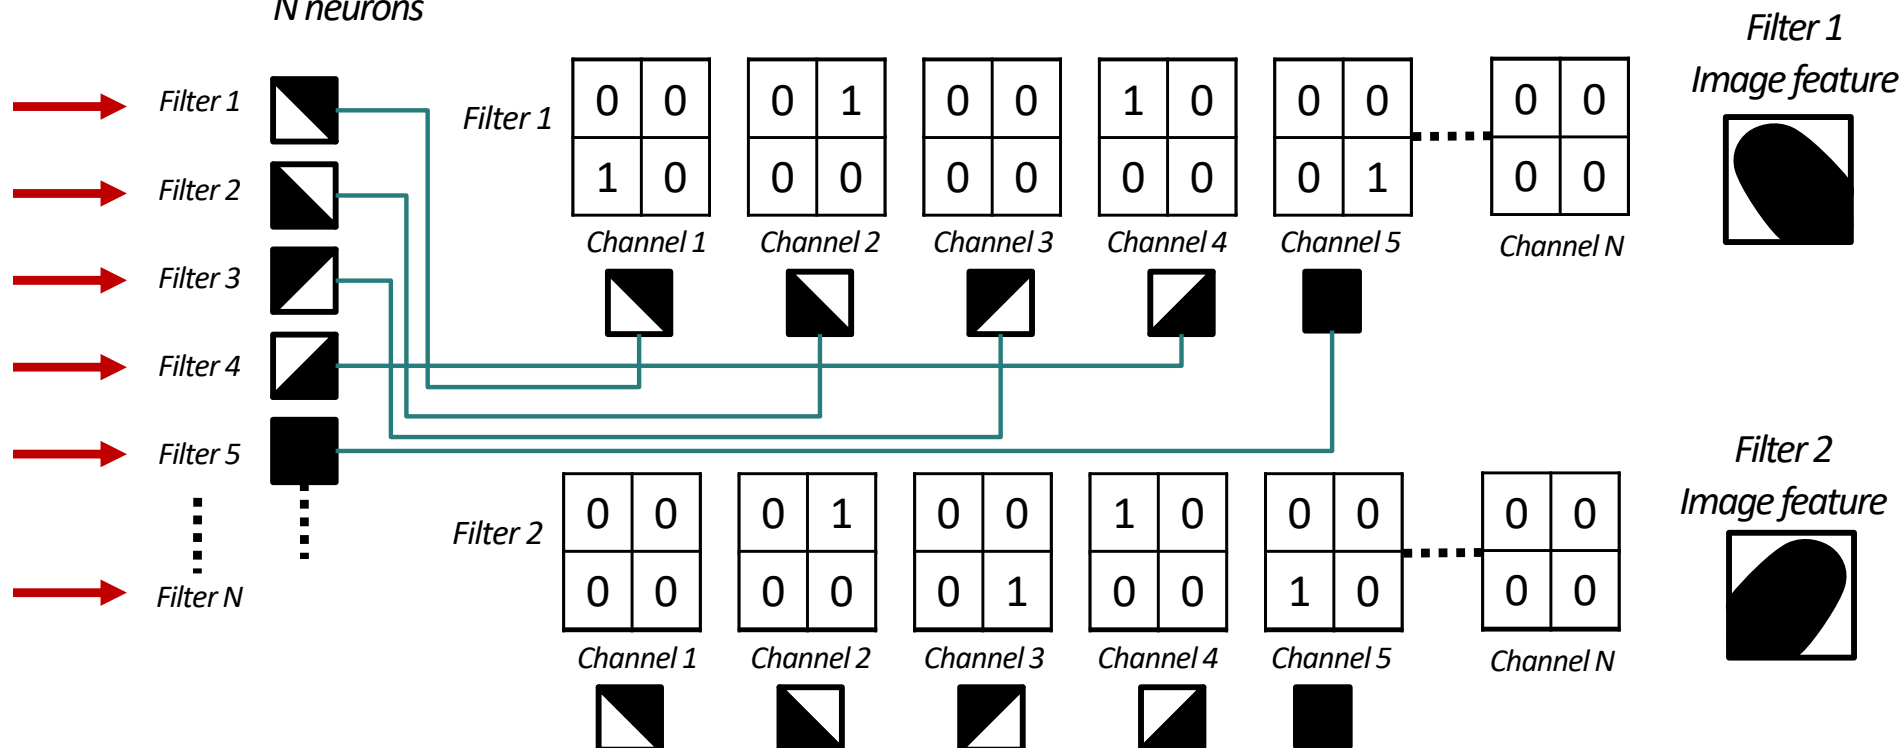 N neurons
Filter 1
Filter 2
Filter 3
Filter 4
Filter 5
Filter N
Filter 1
0 0 0 1 0 0 1 0 0 0 0 0
1 0 0 0 0 0 0 0 0 1 0 0
Channel 1 Channel 2 Channel 3 Channel 4 Channel 5 Channel N
Filter 1
Image feature
Filter 2
0 0 0 1 0 0 1 0 0 0 0 0
0 0 0 0 0 1 0 0 1 0 0 0
Channel 1 Channel 2 Channel 3 Channel 4 Channel 5 Channel N
Filter 2
Image feature